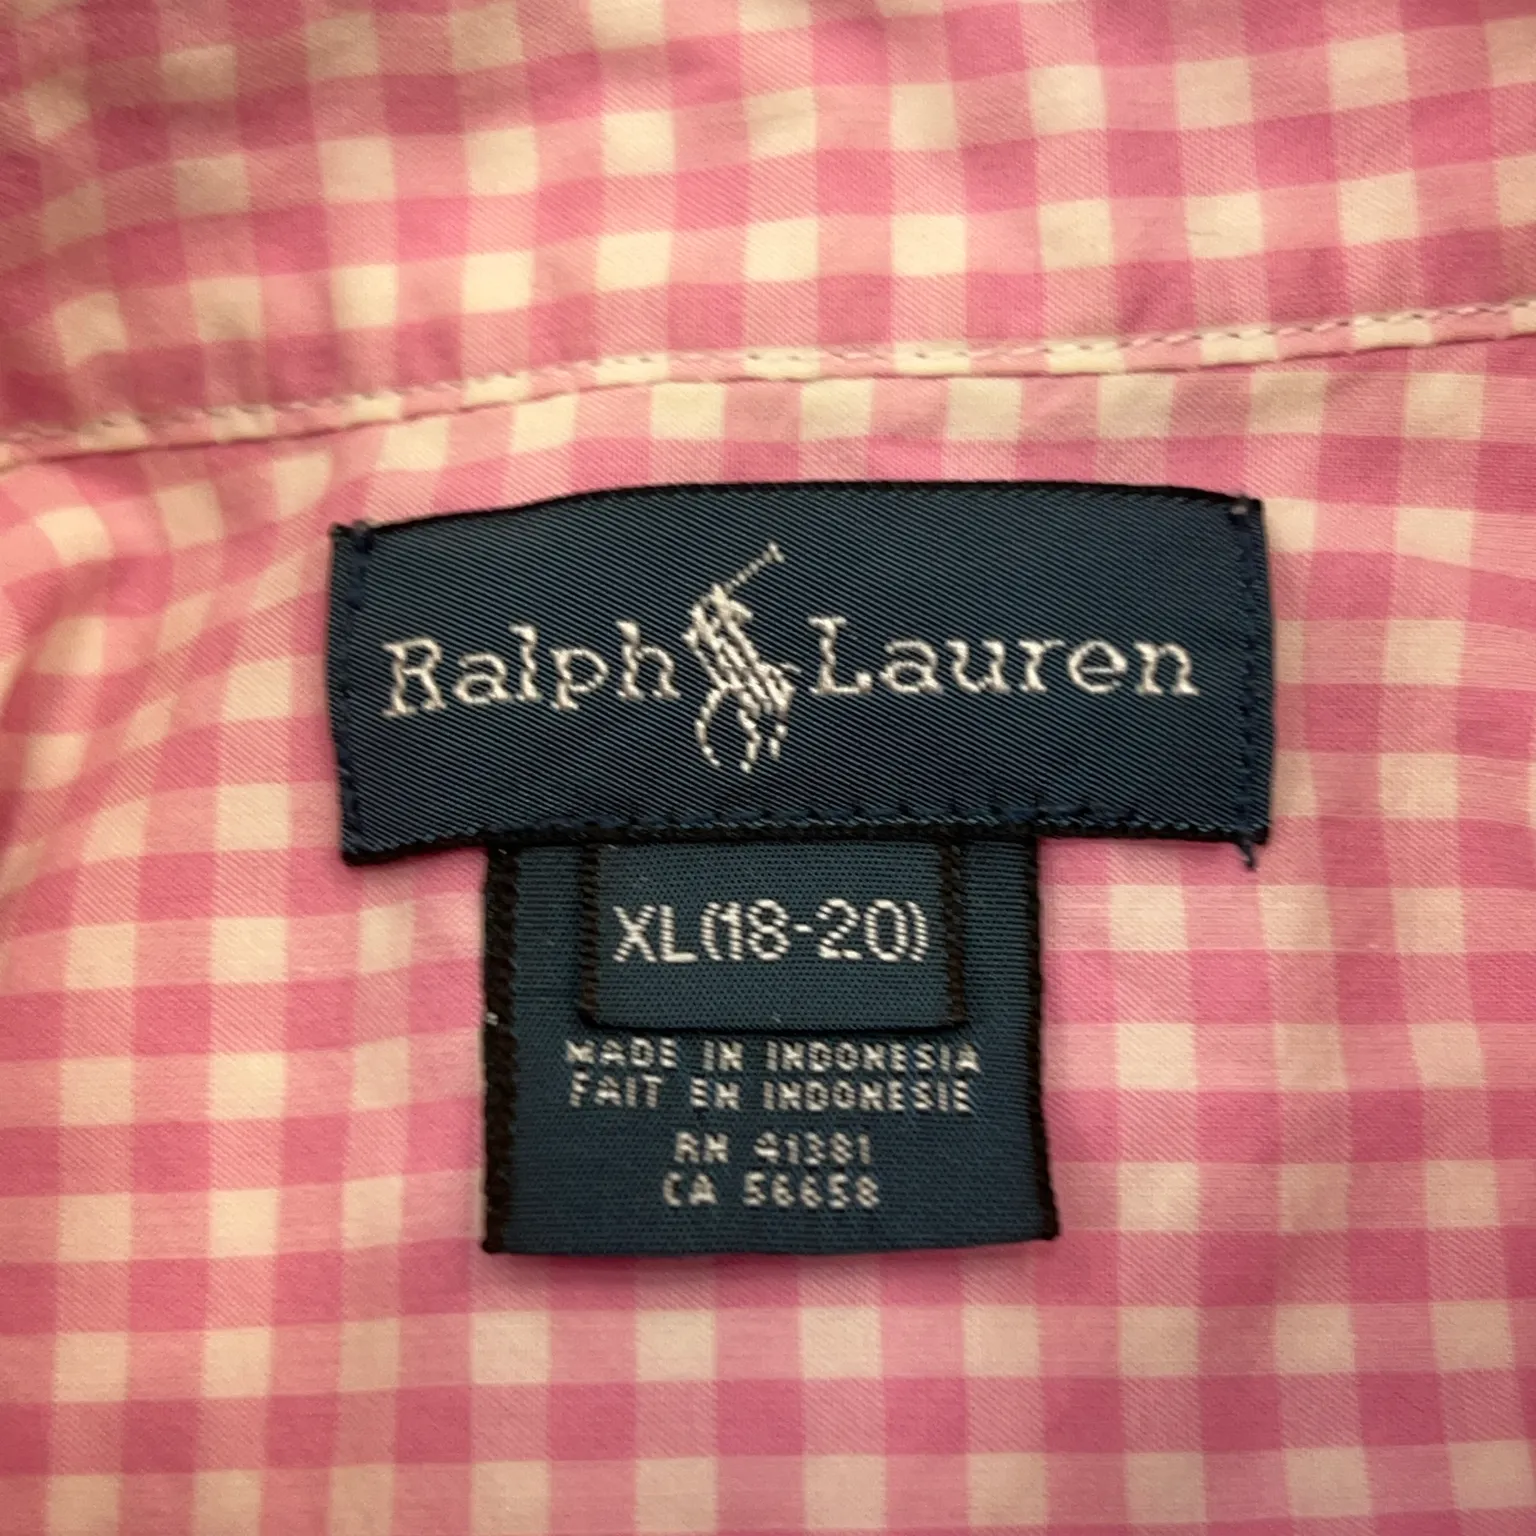 Ralph Lauren
XL(18-20)
MADE IN INDONESIA
FAIT EN INDONESIE
RN 41381
CA 56658